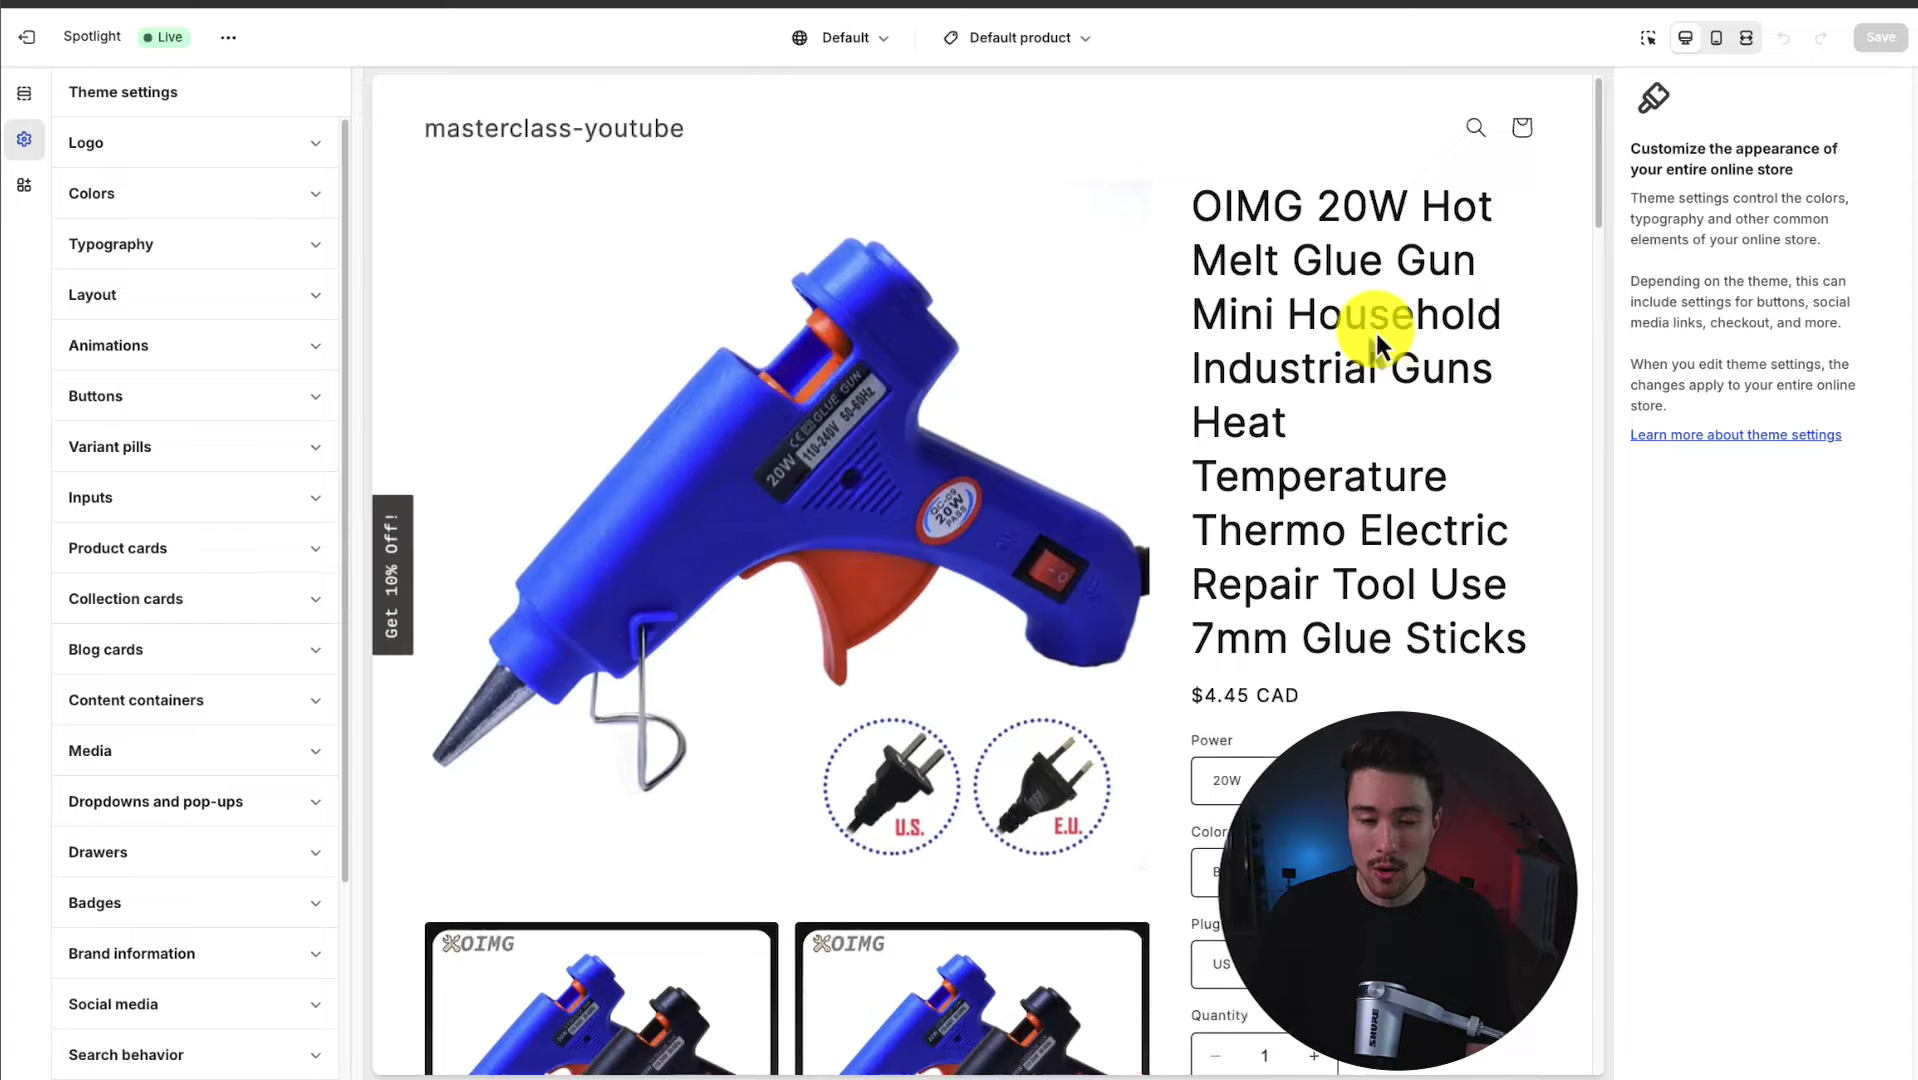 Spotlight
Live
Default
Default product
Save
Theme settings
Logo
Colors
Typography
Layout
Animations
Buttons
Variant pills
Inputs
Product cards
Collection cards
Blog cards
Content containers
Media
Dropdowns and pop-ups
Drawers
Badges
Brand information
Social media
Search behavior
masterclass-youtube
Get 10% Off!
20W CE GLUE GUN
110-240V 50-60Hz
QC-09
20W
PASS
U.S.
E.U.
OIMG
OIMG
OIMG 20W Hot
Melt Glue Gun
Mini Household
Industrial Guns
Heat
Temperature
Thermo Electric
Repair Tool Use
7mm Glue Sticks
$4.45 CAD
Power
20W
Color
B
Plug
US
Quantity
1
SHURE
Customize the appearance of
your entire online store
Theme settings control the colors,
typography and other common
elements of your online store.
Depending on the theme, this can
include settings for buttons, social
media links, checkout, and more.
When you edit theme settings, the
changes apply to your entire online
store.
Learn more about theme settings